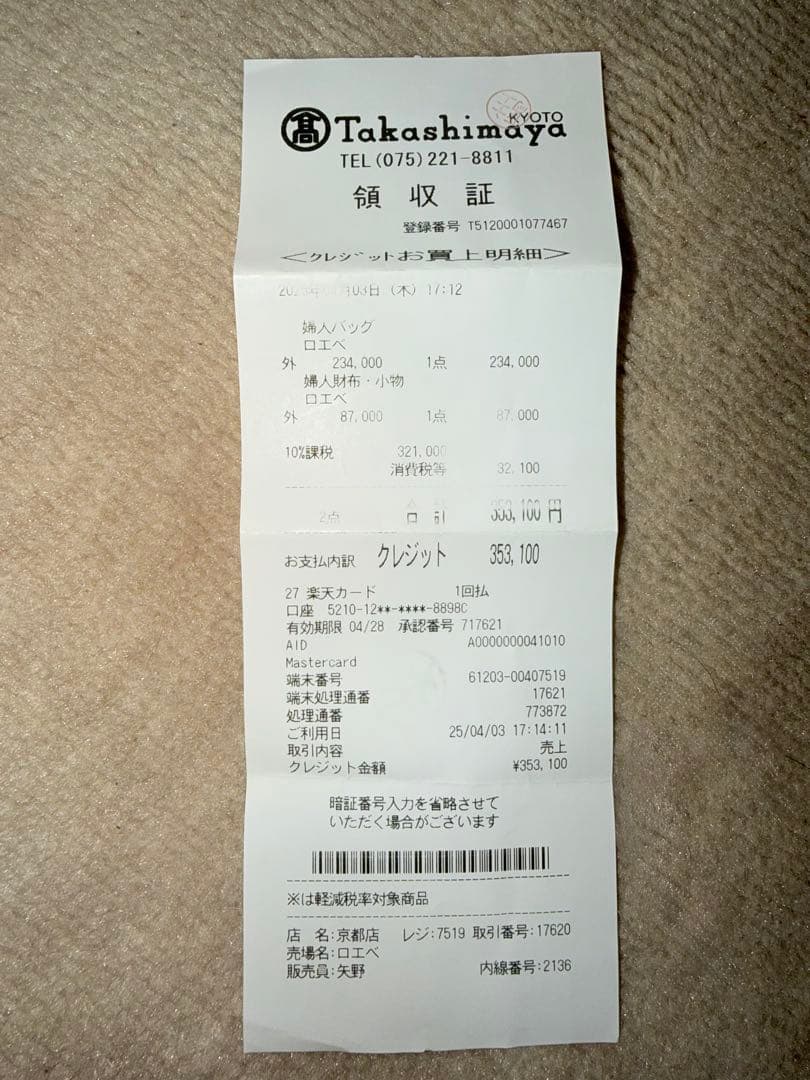 髙 Takashimaya KYOTO
TEL(075)221-8811
領収証
登録番号 T5120001077467
<クレジットお買上明細>
03日 (木) 17:12
婦人バッグ
ロエベ
外 234,000 1点 234,000
婦人財布・小物
ロエベ
外 87,000 1点 87,000
10%課税 321,000
消費税等 32,100
2点 合計 353,100円
お支払内訳 クレジット 353,100
27 楽天カード 1回払
口座 5210-12**-****-8898C
有効期限 04/28 承認番号 717621
AID A0000000041010
Mastercard
端末番号 61203-00407519
端末処理通番 17621
処理通番 773872
ご利用日 25/04/03 17:14:11
取引内容 売上
クレジット金額 ¥353,100
暗証番号入力を省略させて
いただく場合がございます
※は軽減税率対象商品
店 名:京都店 レジ:7519 取引番号:17620
売場名:ロエベ
販売員:矢野 内線番号:2136